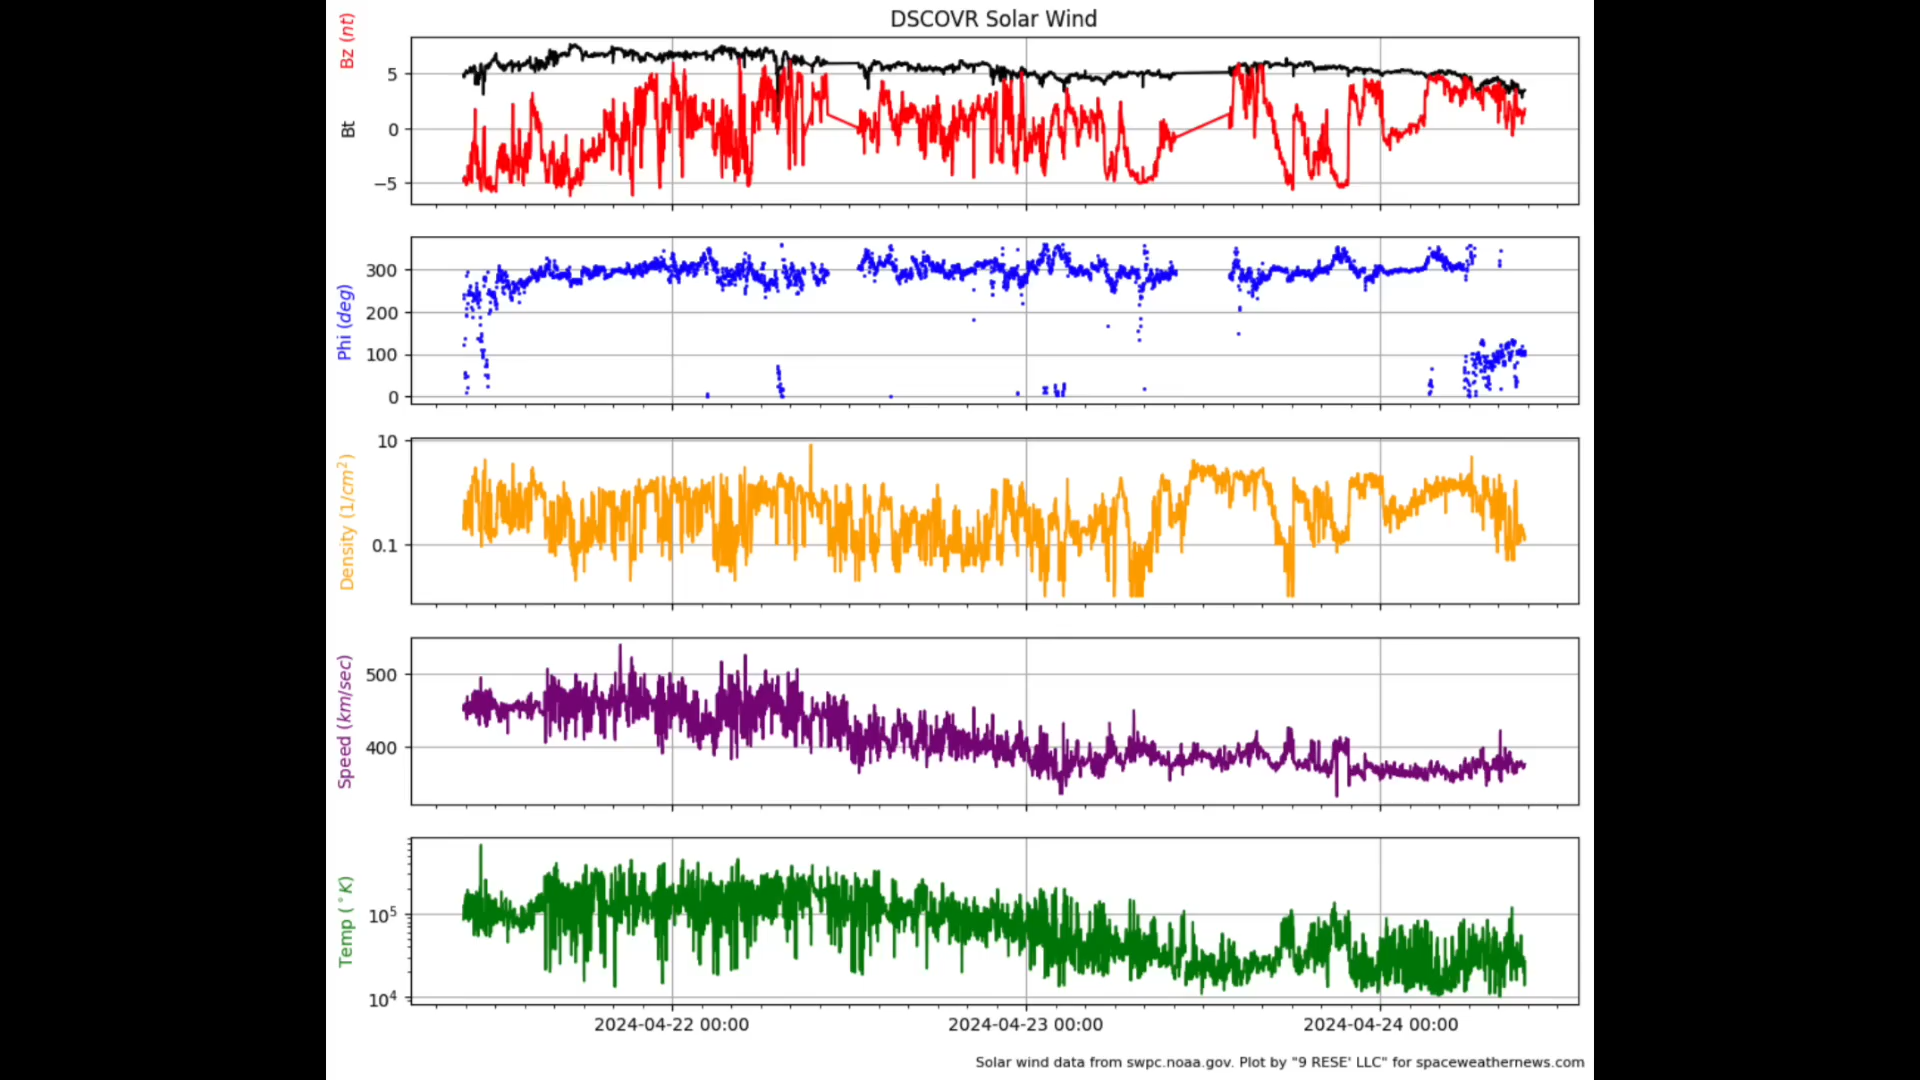 DSCOVR Solar Wind
Bz (nt)
Bt
5
0
−5
Phi (deg)
300
200
100
0
Density (1/cm²)
10
0.1
Speed (km/sec)
500
400
Temp (°K)
10⁵
10⁴
2024-04-22 00:00 2024-04-23 00:00 2024-04-24 00:00
Solar wind data from swpc.noaa.gov. Plot by "9 RESE' LLC" for spaceweathernews.com